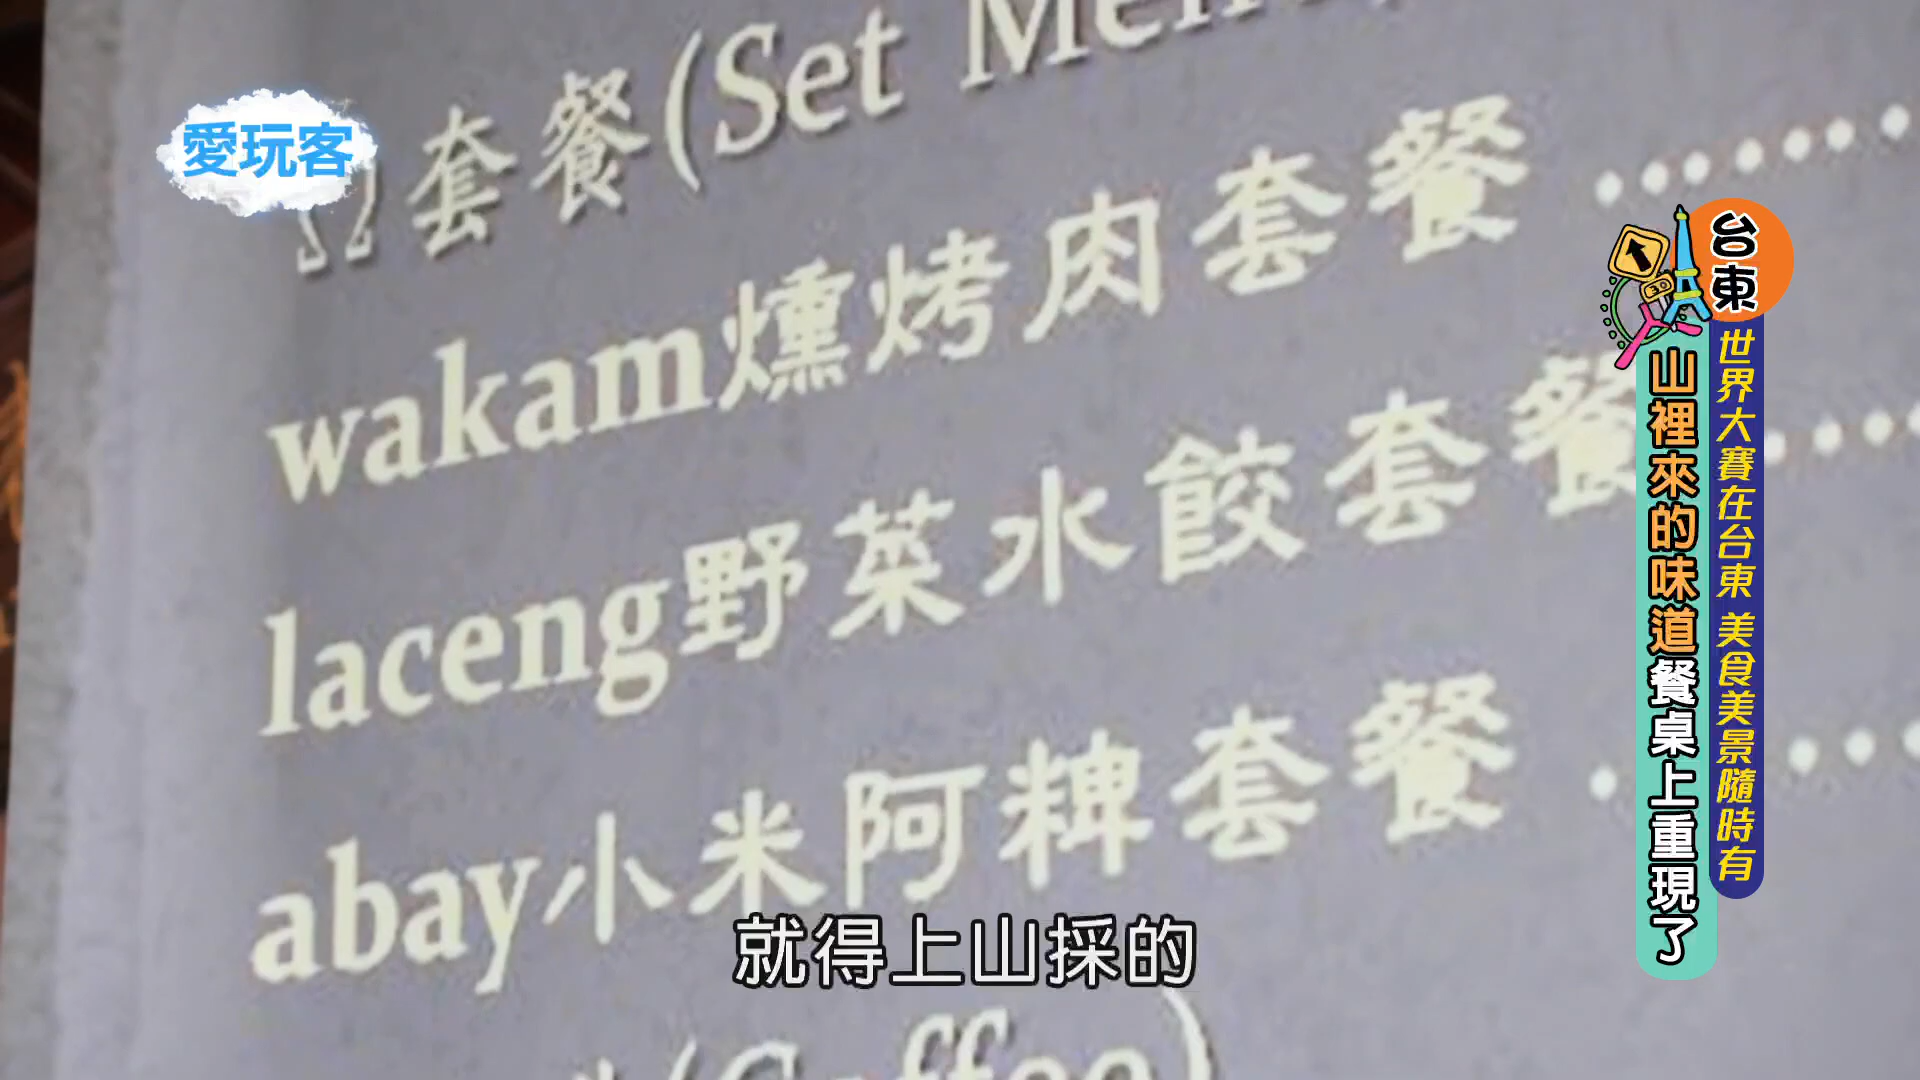 愛玩客
套餐(Set Menu)
wakam燻烤肉套餐
laceng野菜水餃套餐
abay小米阿粺套餐
(Coffee)
台東
世界大賽在台東 美食美景隨時有
山裡來的味道餐桌上重現了
就得上山採的